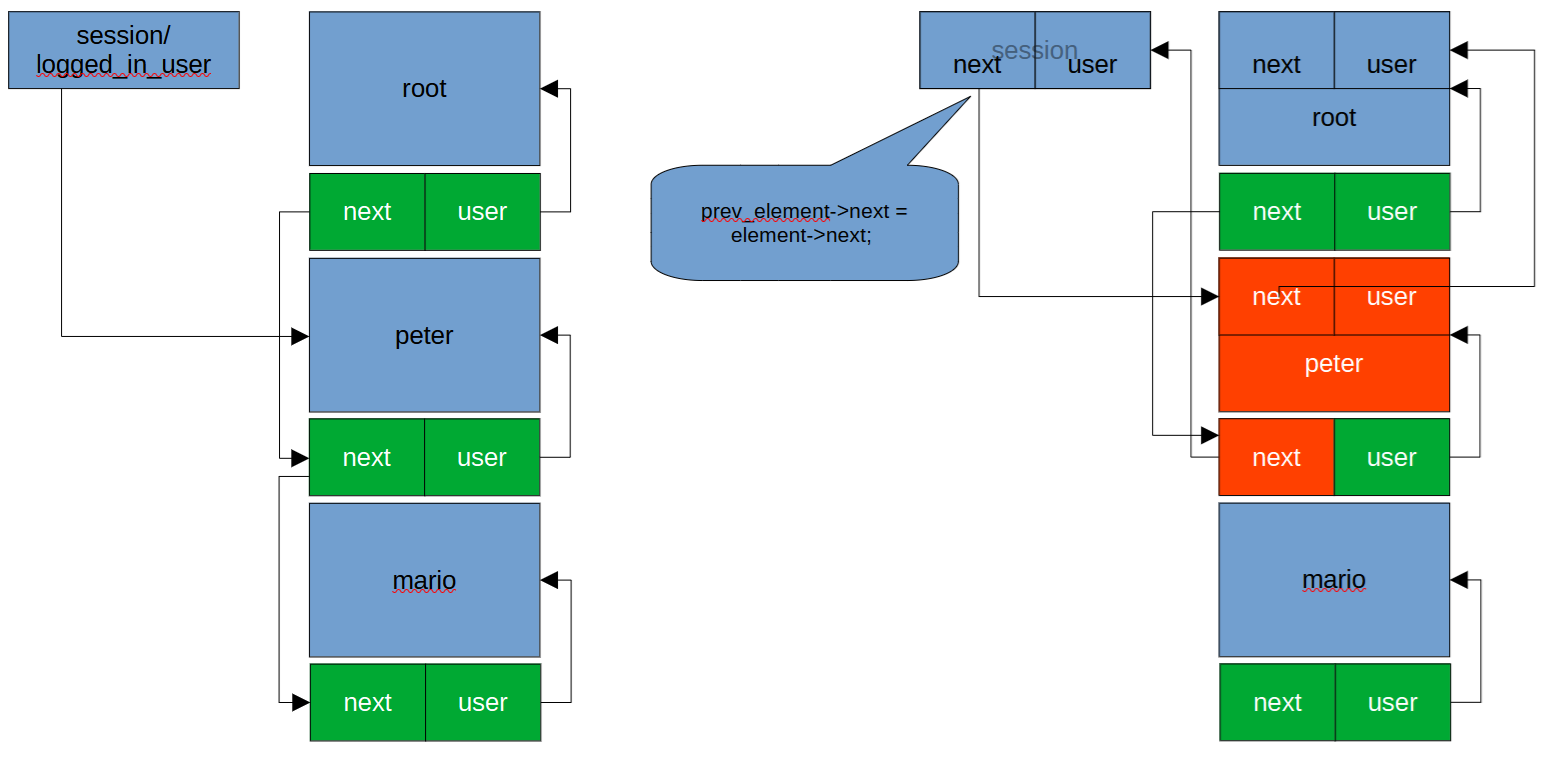 session/
logged_in_user
root
next user
peter
next user
mario
next user
session
next user
prev_element->next =
element->next;
next user
root
next user
next user
peter
next user
mario
next user